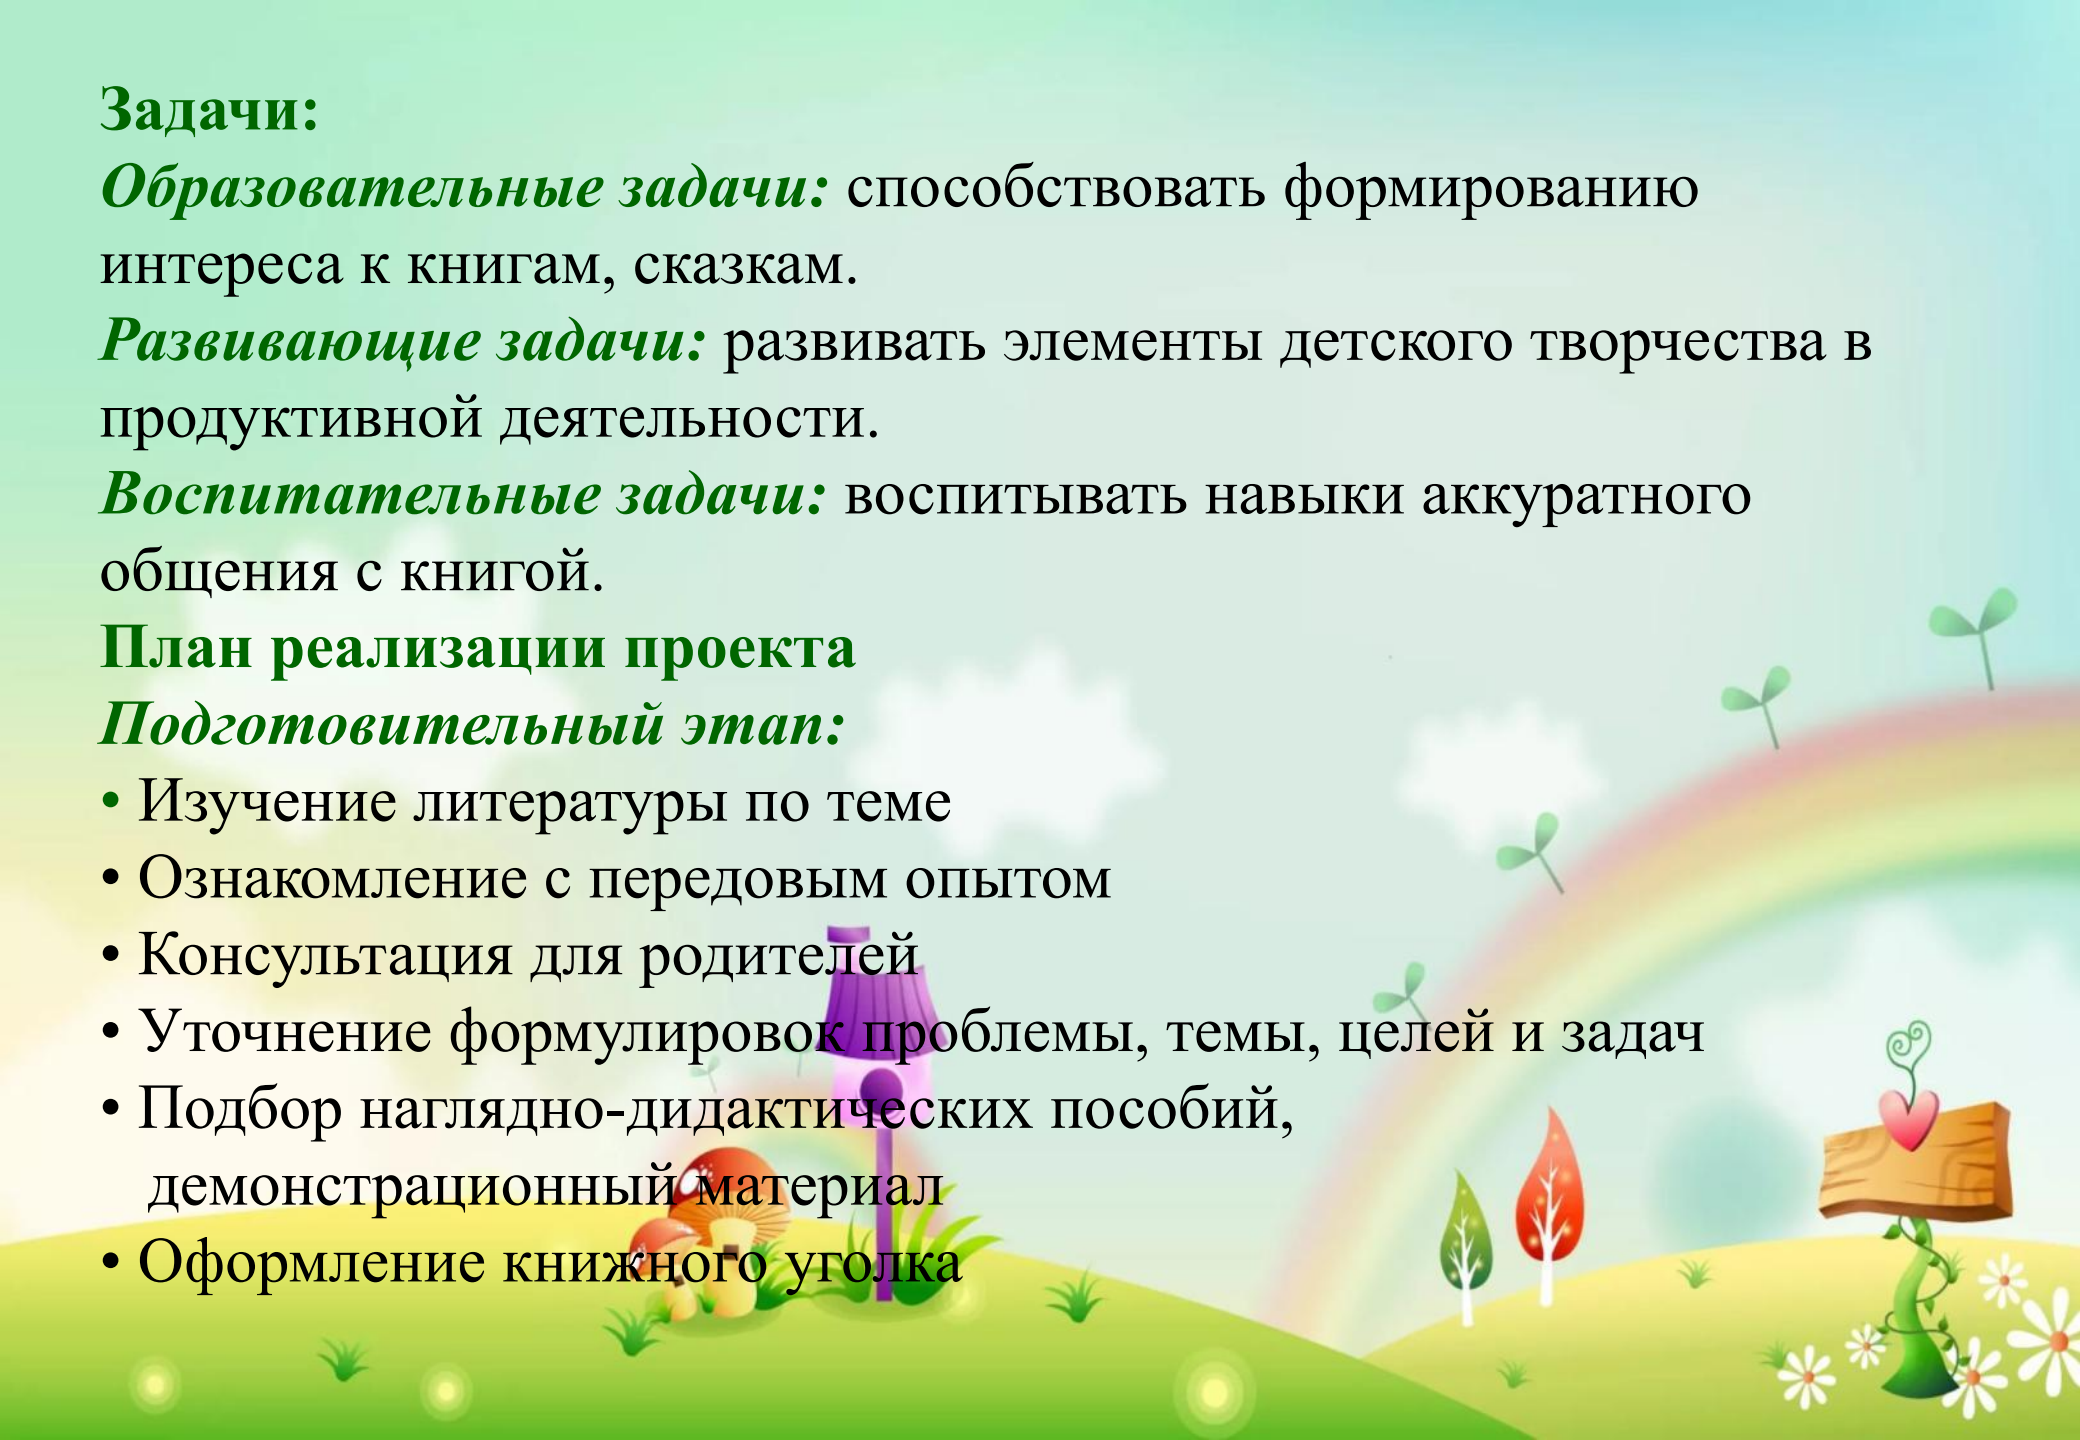 Задачи:
Образовательные задачи: способствовать формированию
интереса к книгам, сказкам.
Развивающие задачи: развивать элементы детского творчества в
продуктивной деятельности.
Воспитательные задачи: воспитывать навыки аккуратного
общения с книгой.
План реализации проекта
Подготовительный этап:
• Изучение литературы по теме
• Ознакомление с передовым опытом
• Консультация для родителей
• Уточнение формулировок проблемы, темы, целей и задач
• Подбор наглядно-дидактических пособий,
демонстрационный материал
• Оформление книжного уголка